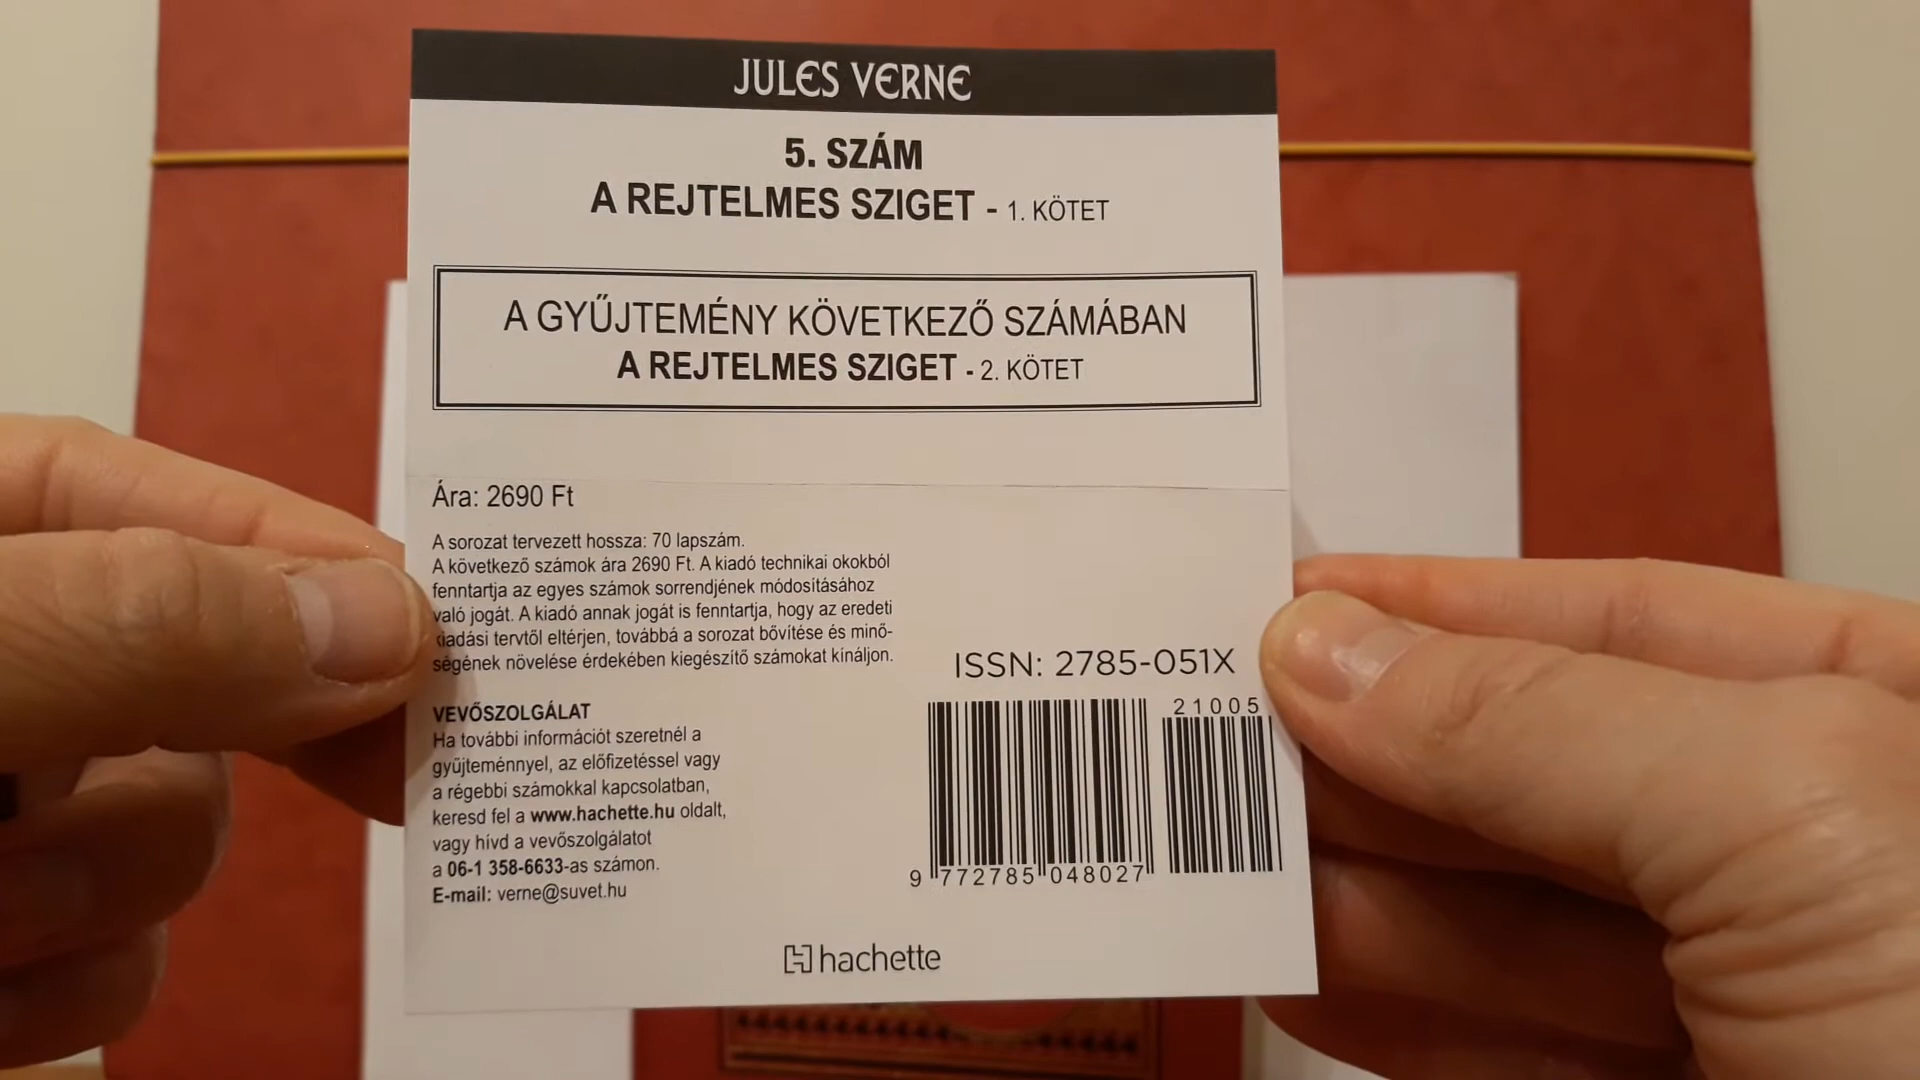 JULES VERNE
5. SZÁM
A REJTELMES SZIGET - 1. KÖTET
A GYŰJTEMÉNY KÖVETKEZŐ SZÁMÁBAN
A REJTELMES SZIGET - 2. KÖTET
Ára: 2690 Ft
A sorozat tervezett hossza: 70 lapszám.
A következő számok ára 2690 Ft. A kiadó technikai okokból
fenntartja az egyes számok sorrendjének módosításához
való jogát. A kiadó annak jogát is fenntartja, hogy az eredeti
kiadási tervtől eltérjen, továbbá a sorozat bővítése és minő-
ségének növelése érdekében kiegészítő számokat kínáljon.
VEVŐSZOLGÁLAT
Ha további információt szeretnél a
gyűjteménnyel, az előfizetéssel vagy
a régebbi számokkal kapcsolatban,
keresd fel a www.hachette.hu oldalt,
vagy hívd a vevőszolgálatot
a 06-1 358-6633-as számon.
E-mail: verne@suvet.hu
ISSN: 2785-051X
21005
9 772785 048027
hachette